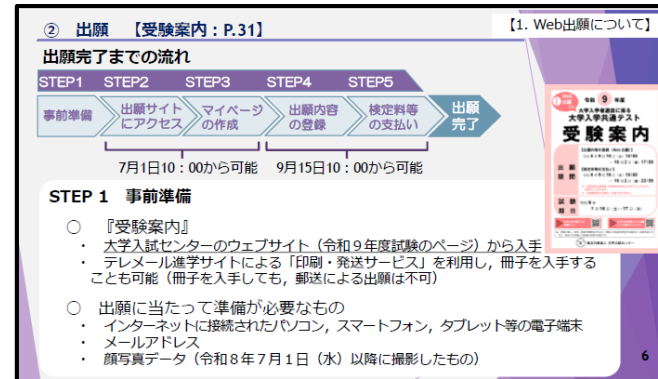 ② 出願 【受験案内：P.31】
【1. Web出願について】
出願完了までの流れ
STEP1 STEP2 STEP3 STEP4 STEP5
事前準備
出願サイト
にアクセス
マイページ
の作成
出願内容
の登録
検定料等
の支払い
出願
完了
7月1日10：00から可能
9月15日10：00から可能
令和 9 年度
大学入学者選抜に係る
大学入学共通テスト
受験案内
出願
期間
試験
期日
STEP 1 事前準備
○ 『受験案内』
・ 大学入試センターのウェブサイト（令和９年度試験のページ）から入手
・ テレメール進学サイトによる「印刷・発送サービス」を利用し，冊子を入手する
ことも可能（冊子を入手しても，郵送による出願は不可）
○ 出願に当たって準備が必要なもの
・ インターネットに接続されたパソコン，スマートフォン，タブレット等の電子端末
・ メールアドレス
・ 顔写真データ（令和８年７月１日（水）以降に撮影したもの）
6